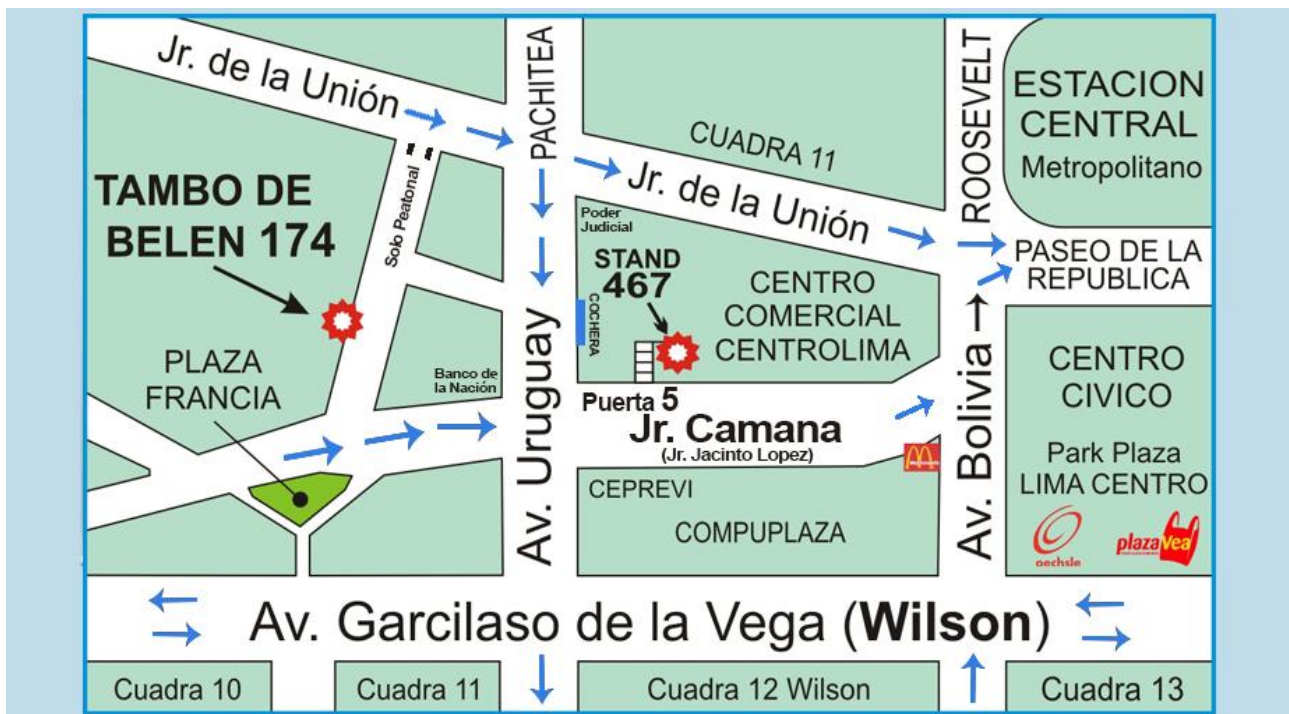 Jr. de la Unión
PACHITEA
CUADRA 11
Jr. de la Unión
ROOSEVELT
ESTACION
CENTRAL
Metropolitano
TAMBO DE
BELEN 174
Solo Peatonal
Poder
Judicial
STAND
467
COCHERA
CENTRO
COMERCIAL
CENTROLIMA
PASEO DE LA
REPUBLICA
PLAZA
FRANCIA
Banco de
la Nación
Av. Uruguay
Puerta 5
Jr. Camana
(Jr. Jacinto Lopez)
Av. Bolivia
CENTRO
CIVICO
Park Plaza
LIMA CENTRO
oechsle
plazaVea
CEPREVI
COMPUPLAZA
Av. Garcilaso de la Vega (Wilson)
Cuadra 10
Cuadra 11
Cuadra 12 Wilson
Cuadra 13